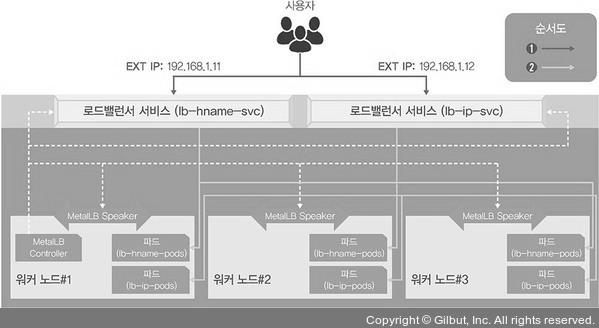 사용자
순서도
1
2
EXT IP: 192.168.1.11
EXT IP: 192.168.1.12
로드밸런서 서비스 (lb-hname-svc)
로드밸런서 서비스 (lb-ip-svc)
MetalLB Speaker
MetalLB Speaker
MetalLB Speaker
MetalLB
Controller
파드
(lb-hname-pods)
파드
(lb-hname-pods)
파드
(lb-hname-pods)
워커 노드#1
파드
(lb-ip-pods)
워커 노드#2
파드
(lb-ip-pods)
워커 노드#3
파드
(lb-ip-pods)
Copyright © Gilbut, Inc. All rights reserved.